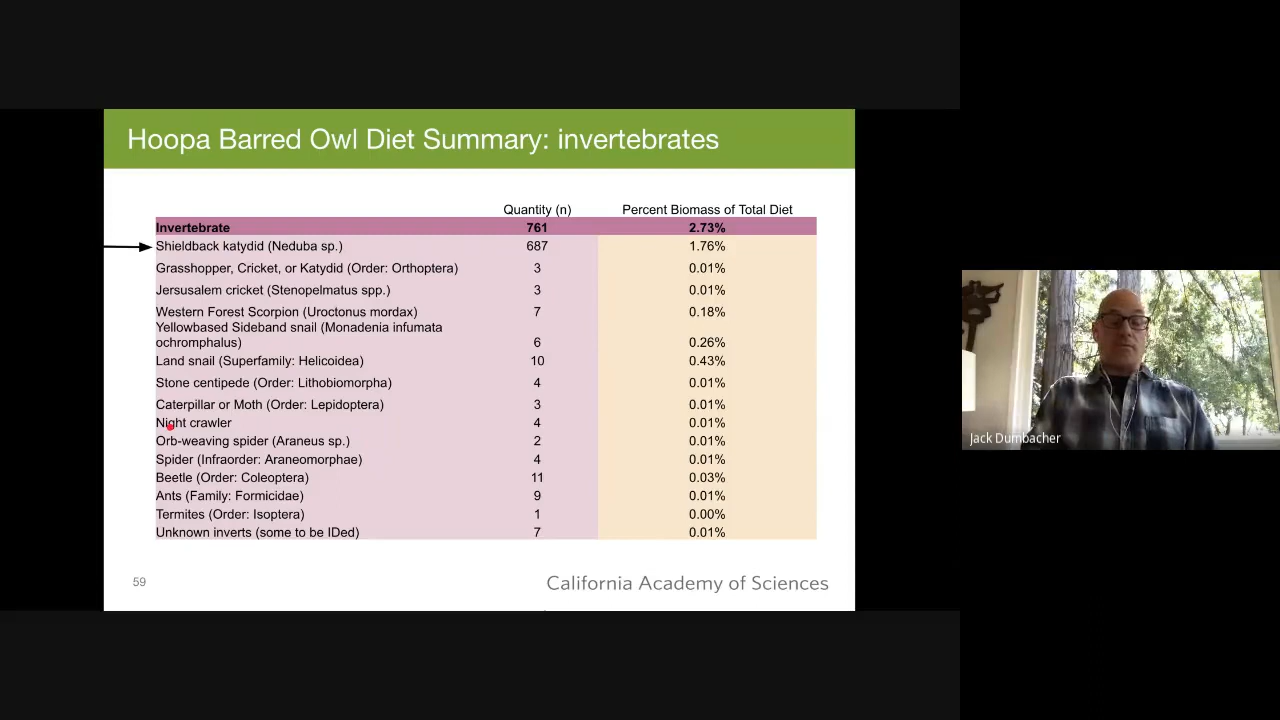 Hoopa Barred Owl Diet Summary: invertebrates
Quantity (n) Percent Biomass of Total Diet
Invertebrate 761 2.73%
Shieldback katydid (Neduba sp.) 687 1.76%
Grasshopper, Cricket, or Katydid (Order: Orthoptera) 3 0.01%
Jersusalem cricket (Stenopelmatus spp.) 3 0.01%
Western Forest Scorpion (Uroctonus mordax) 7 0.18%
Yellowbased Sideband snail (Monadenia infumata
ochromphalus) 6 0.26%
Land snail (Superfamily: Helicoidea) 10 0.43%
Stone centipede (Order: Lithobiomorpha) 4 0.01%
Caterpillar or Moth (Order: Lepidoptera) 3 0.01%
Night crawler 4 0.01%
Orb-weaving spider (Araneus sp.) 2 0.01%
Spider (Infraorder: Araneomorphae) 4 0.01%
Beetle (Order: Coleoptera) 11 0.03%
Ants (Family: Formicidae) 9 0.01%
Termites (Order: Isoptera) 1 0.00%
Unknown inverts (some to be IDed) 7 0.01%
59 California Academy of Sciences
Jack Dumbacher